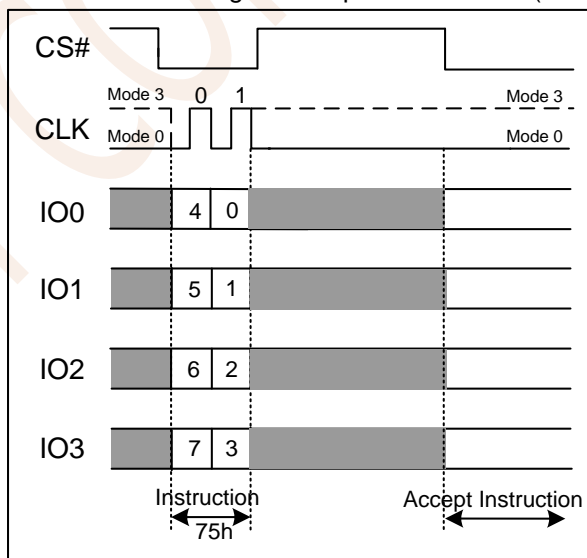 CS#
Mode 3 0 1 Mode 3
CLK
Mode 0 Mode 0
IO0 4 0
IO1 5 1
IO2 6 2
IO3 7 3
Instruction Accept Instruction
75h